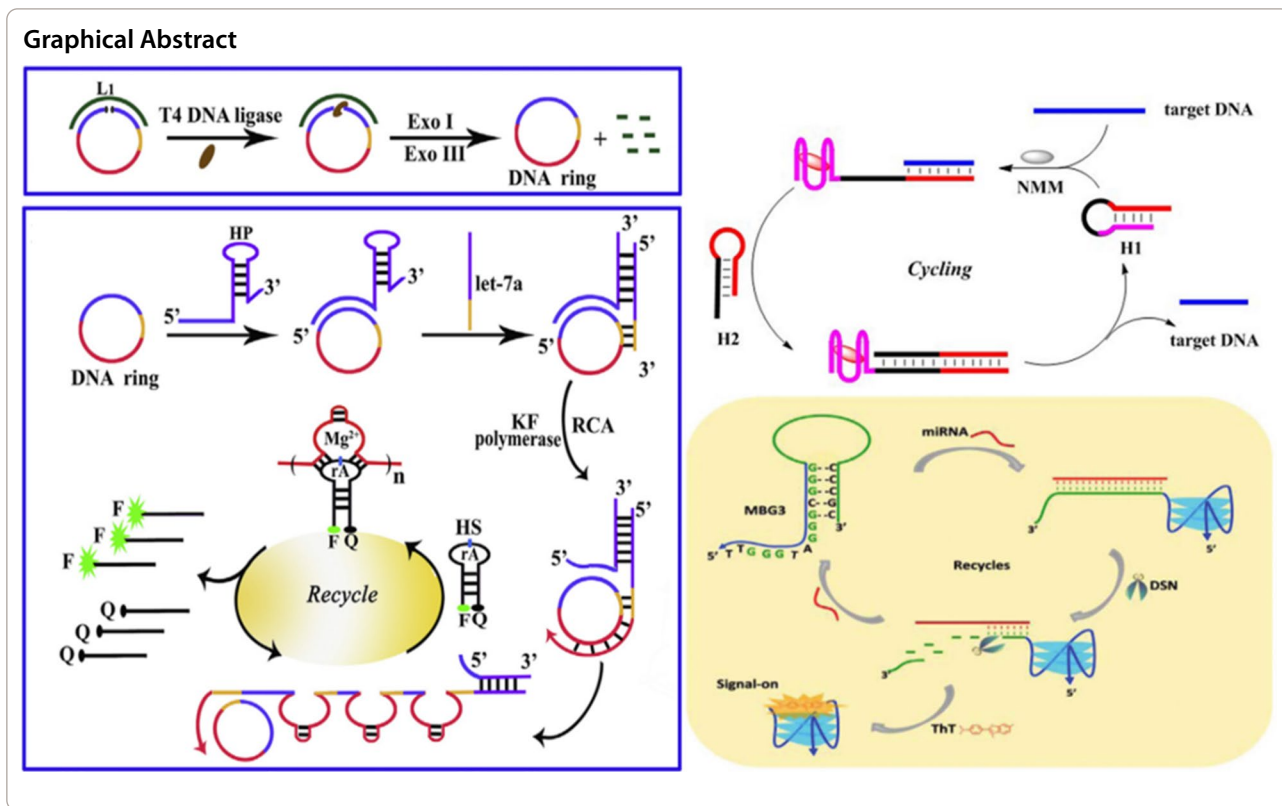 Graphical Abstract
L1
T4 DNA ligase
Exo I
Exo III
DNA ring
+
HP
3'
5'
DNA ring
3'
5'
let-7a
3'
5'
5'
3'
KF
polymerase
RCA
Mg2+
rA
( ) n
F Q
HS
rA
F Q
Recycle
F
F
F
Q
Q
Q
3'
5'
5'
5' 3'
target DNA
NMM
H1
H2
Cycling
target DNA
miRNA
MBG3
G--C
G--C
G--C
C--G
G--C
G
G
3'
5' T T G G G T A
3'
5'
Recycles
DSN
3'
5'
Signal-on
ThT